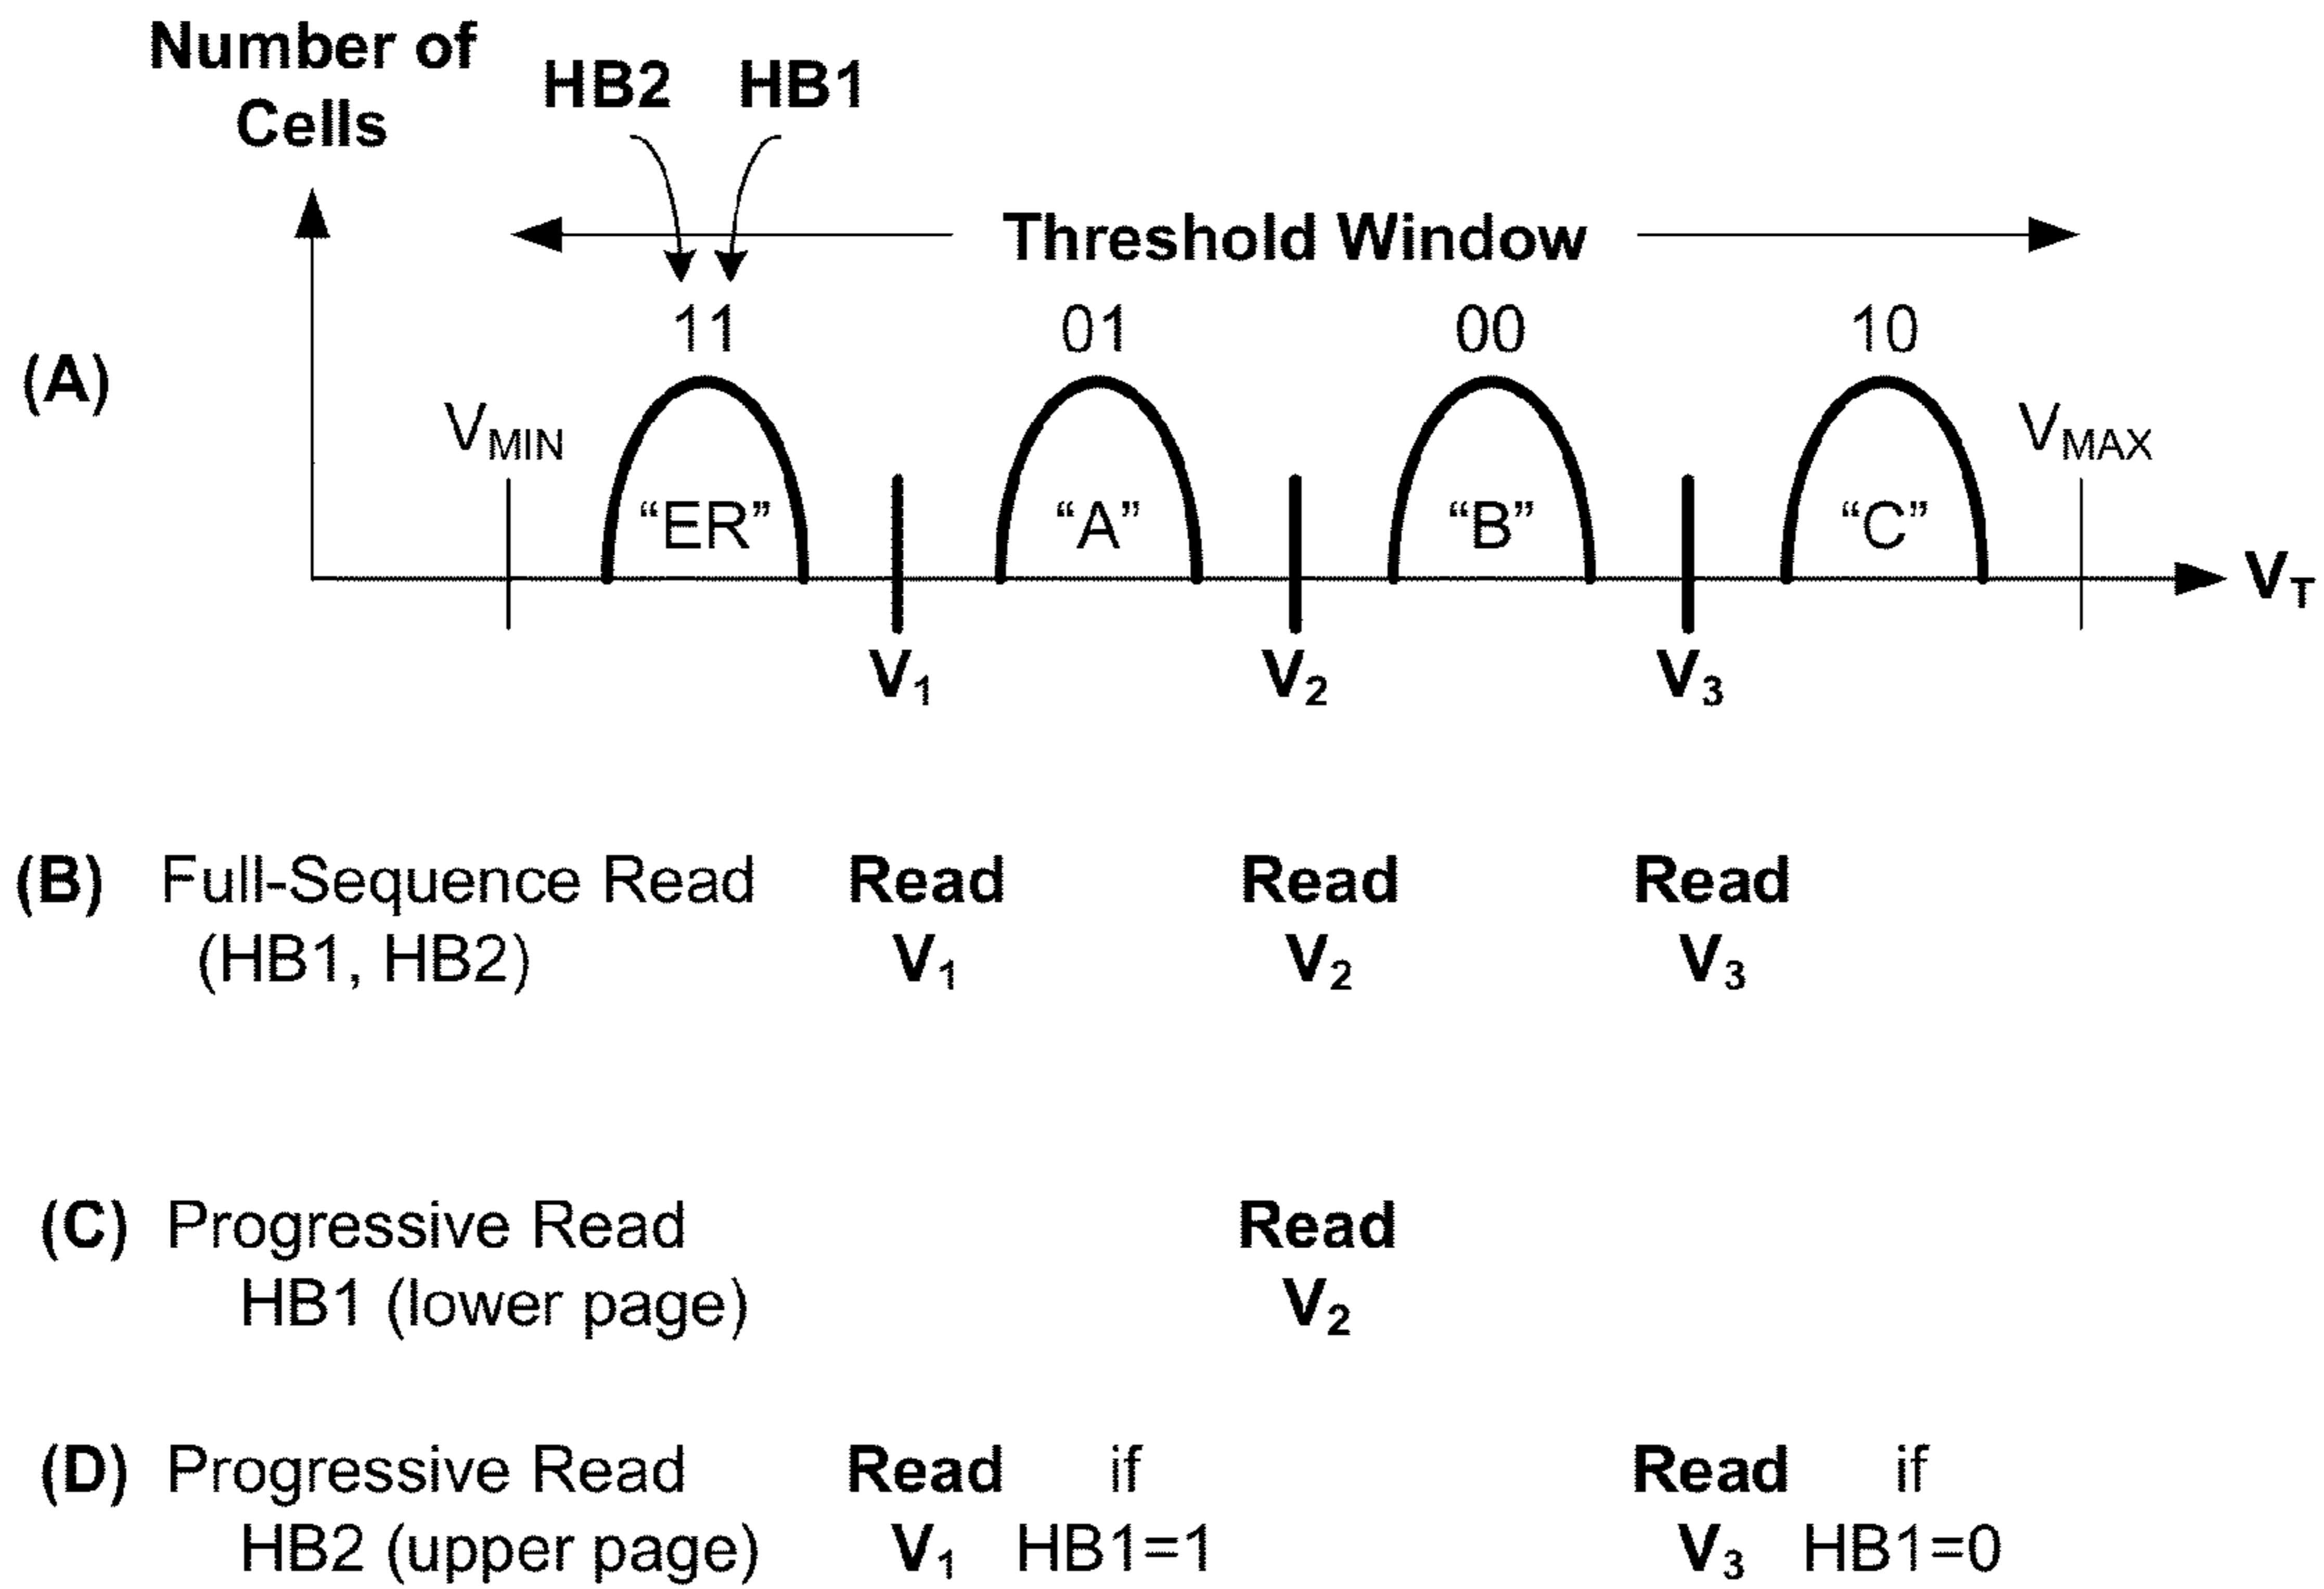 Number of
Cells
HB2 HB1
Threshold Window
11 01 00 10
(A)
VMIN VMAX
“ER” “A” “B” “C”
VT
V1 V2 V3
(B) Full-Sequence Read Read Read Read
(HB1, HB2) V1 V2 V3
(C) Progressive Read Read
HB1 (lower page) V2
(D) Progressive Read Read if Read if
HB2 (upper page) V1 HB1=1 V3 HB1=0